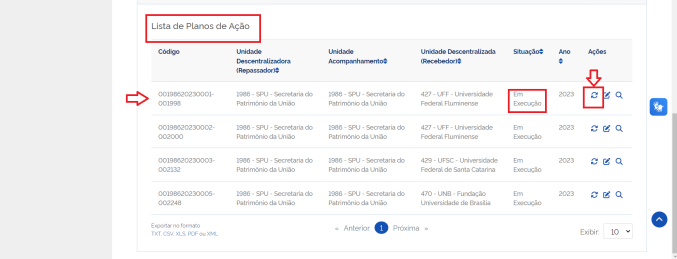 Lista de Planos de Ação
Código Unidade Descentralizadora (Repassador) Unidade Acompanhamento Unidade Descentralizada (Recebedor) Situação Ano Ações
00198620230001-001998 1986 - SPU - Secretaria do Patrimônio da União 1986 - SPU - Secretaria do Patrimônio da União 427 - UFF - Universidade Federal Fluminense Em Execução 2023
00198620230002-002000 1986 - SPU - Secretaria do Patrimônio da União 1986 - SPU - Secretaria do Patrimônio da União 427 - UFF - Universidade Federal Fluminense Em Execução 2023
00198620230003-002132 1986 - SPU - Secretaria do Patrimônio da União 1986 - SPU - Secretaria do Patrimônio da União 429 - UFSC - Universidade Federal de Santa Catarina Em Execução 2023
00198620230005-002248 1986 - SPU - Secretaria do Patrimônio da União 1986 - SPU - Secretaria do Patrimônio da União 470 - UNB - Fundação Universidade de Brasília Em Execução 2023
Exportar no formato
TXT, CSV, XLS, PDF ou XML.
« Anterior 1 Próxima »
Exibir: 10